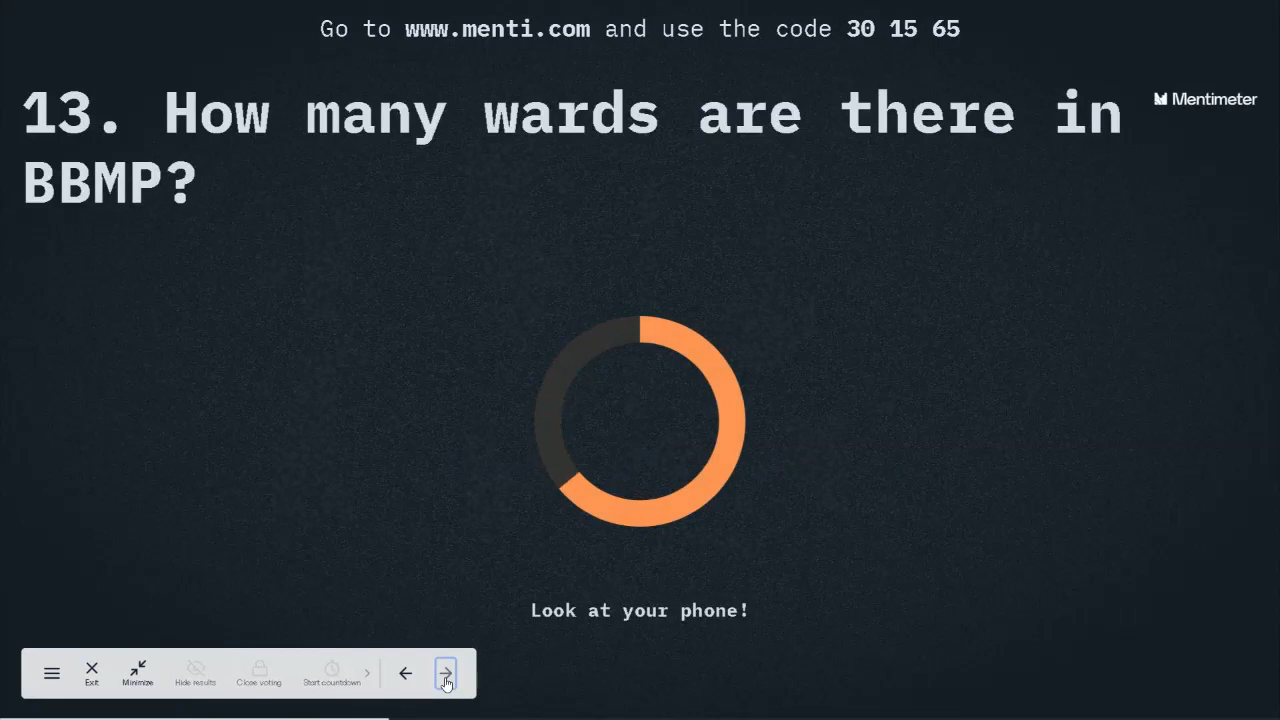 Go to www.menti.com and use the code 30 15 65
13. How many wards are there in
BBMP?
Mentimeter
Look at your phone!
Exit
Minimize
Hide results
Close voting
Start countdown